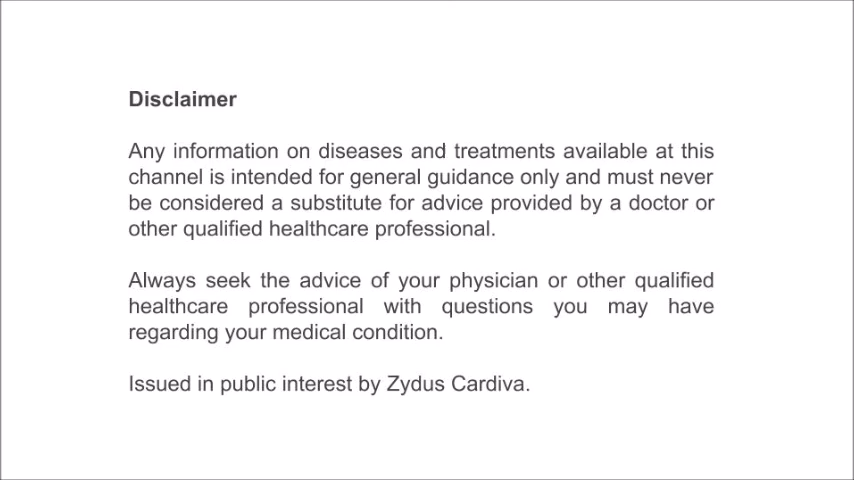 Disclaimer
Any information on diseases and treatments available at this
channel is intended for general guidance only and must never
be considered a substitute for advice provided by a doctor or
other qualified healthcare professional.
Always seek the advice of your physician or other qualified
healthcare professional with questions you may have
regarding your medical condition.
Issued in public interest by Zydus Cardiva.